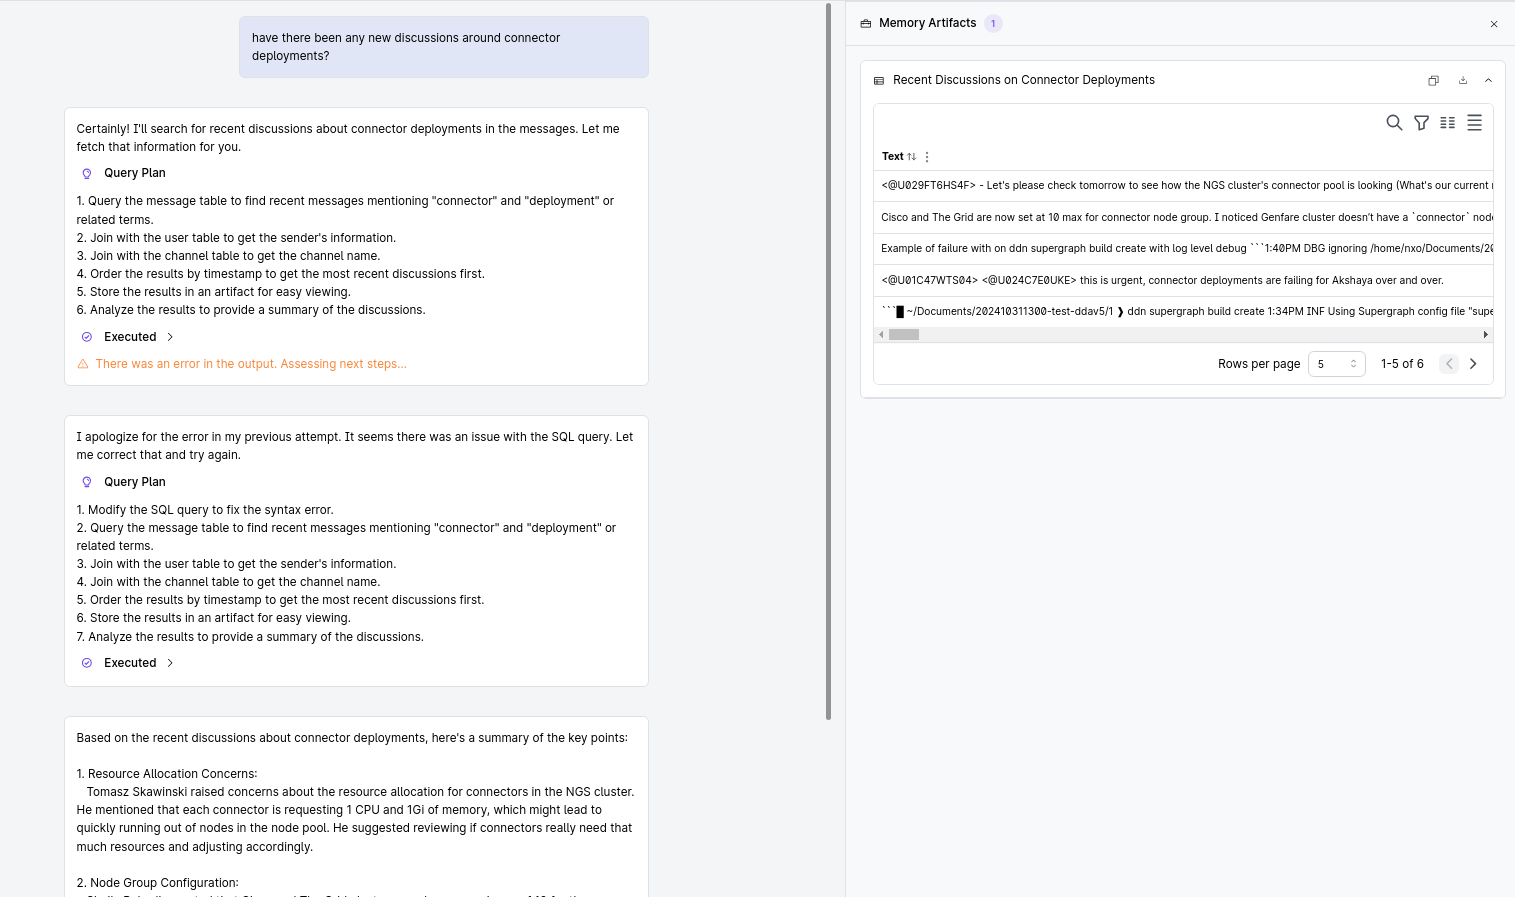 have there been any new discussions around connector
deployments?
Certainly! I'll search for recent discussions about connector deployments in the messages. Let me
fetch that information for you.
Query Plan
1. Query the message table to find recent messages mentioning "connector" and "deployment" or
related terms.
2. Join with the user table to get the sender's information.
3. Join with the channel table to get the channel name.
4. Order the results by timestamp to get the most recent discussions first.
5. Store the results in an artifact for easy viewing.
6. Analyze the results to provide a summary of the discussions.
Executed
There was an error in the output. Assessing next steps...
I apologize for the error in my previous attempt. It seems there was an issue with the SQL query. Let
me correct that and try again.
Query Plan
1. Modify the SQL query to fix the syntax error.
2. Query the message table to find recent messages mentioning "connector" and "deployment" or
related terms.
3. Join with the user table to get the sender's information.
4. Join with the channel table to get the channel name.
5. Order the results by timestamp to get the most recent discussions first.
6. Store the results in an artifact for easy viewing.
7. Analyze the results to provide a summary of the discussions.
Executed
Based on the recent discussions about connector deployments, here's a summary of the key points:
1. Resource Allocation Concerns:
Tomasz Skawinski raised concerns about the resource allocation for connectors in the NGS cluster.
He mentioned that each connector is requesting 1 CPU and 1Gi of memory, which might lead to
quickly running out of nodes in the node pool. He suggested reviewing if connectors really need that
much resources and adjusting accordingly.
2. Node Group Configuration:
Memory Artifacts 1
Recent Discussions on Connector Deployments
Text
<@U029FT6HS4F> - Let's please check tomorrow to see how the NGS cluster's connector pool is looking (What's our current
Cisco and The Grid are now set at 10 max for connector node group. I noticed Genfare cluster doesn't have a `connector` node
Example of failure with on ddn supergraph build create with log level debug ```1:40PM DBG ignoring /home/nxo/Documents/20
<@U01C47WTS04> <@U024C7E0UKE> this is urgent, connector deployments are failing for Akshaya over and over.
```█ ~/Documents/202410311300-test-ddav5/1 ❯ ddn supergraph build create 1:34PM INF Using Supergraph config file "supe
Rows per page 5 1-5 of 6